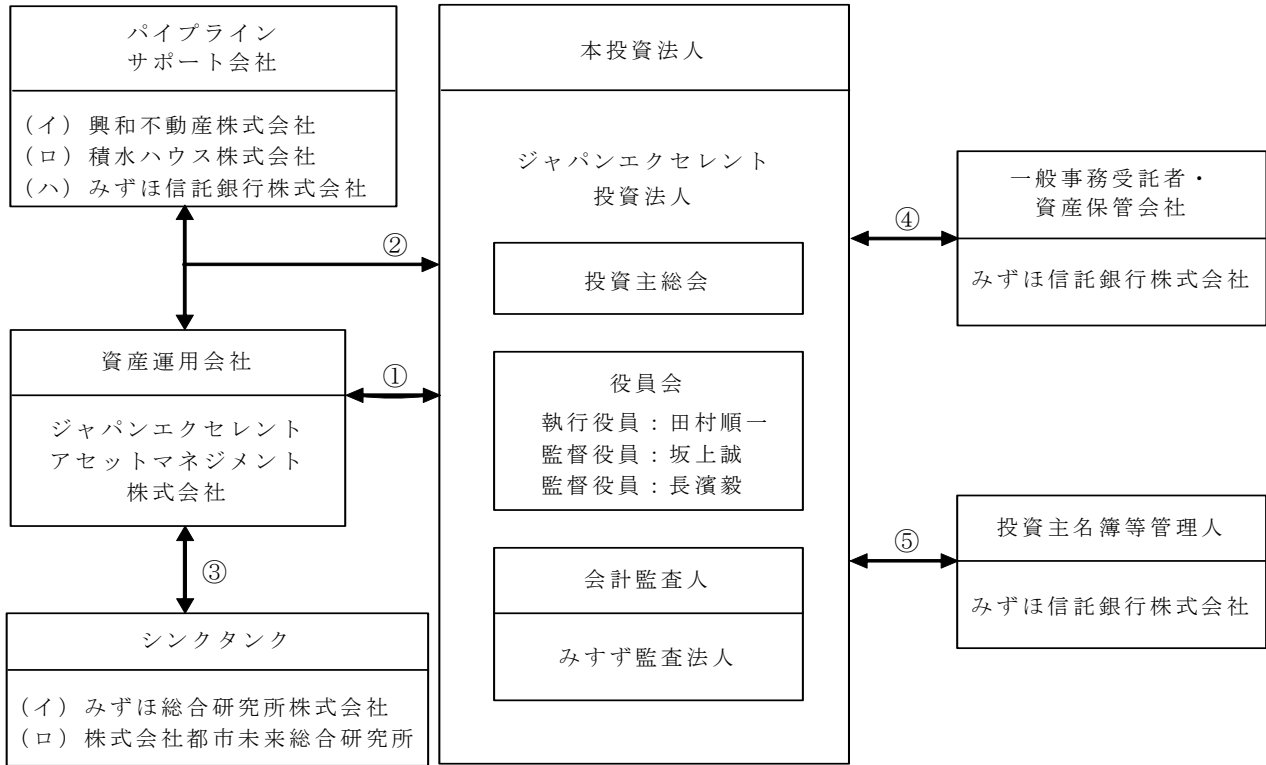 パイプライン
サポート会社
(イ) 興和不動産株式会社
(ロ) 積水ハウス株式会社
(ハ) みずほ信託銀行株式会社
②
資産運用会社
ジャパンエクセレント
アセットマネジメント
株式会社
①
③
シンクタンク
(イ) みずほ総合研究所株式会社
(ロ) 株式会社都市未来総合研究所
本投資法人
ジャパンエクセレント
投資法人
投資主総会
役員会
執行役員:田村順一
監督役員:坂上誠
監督役員:長濱毅
会計監査人
みすず監査法人
④
一般事務受託者・
資産保管会社
みずほ信託銀行株式会社
⑤
投資主名簿等管理人
みずほ信託銀行株式会社